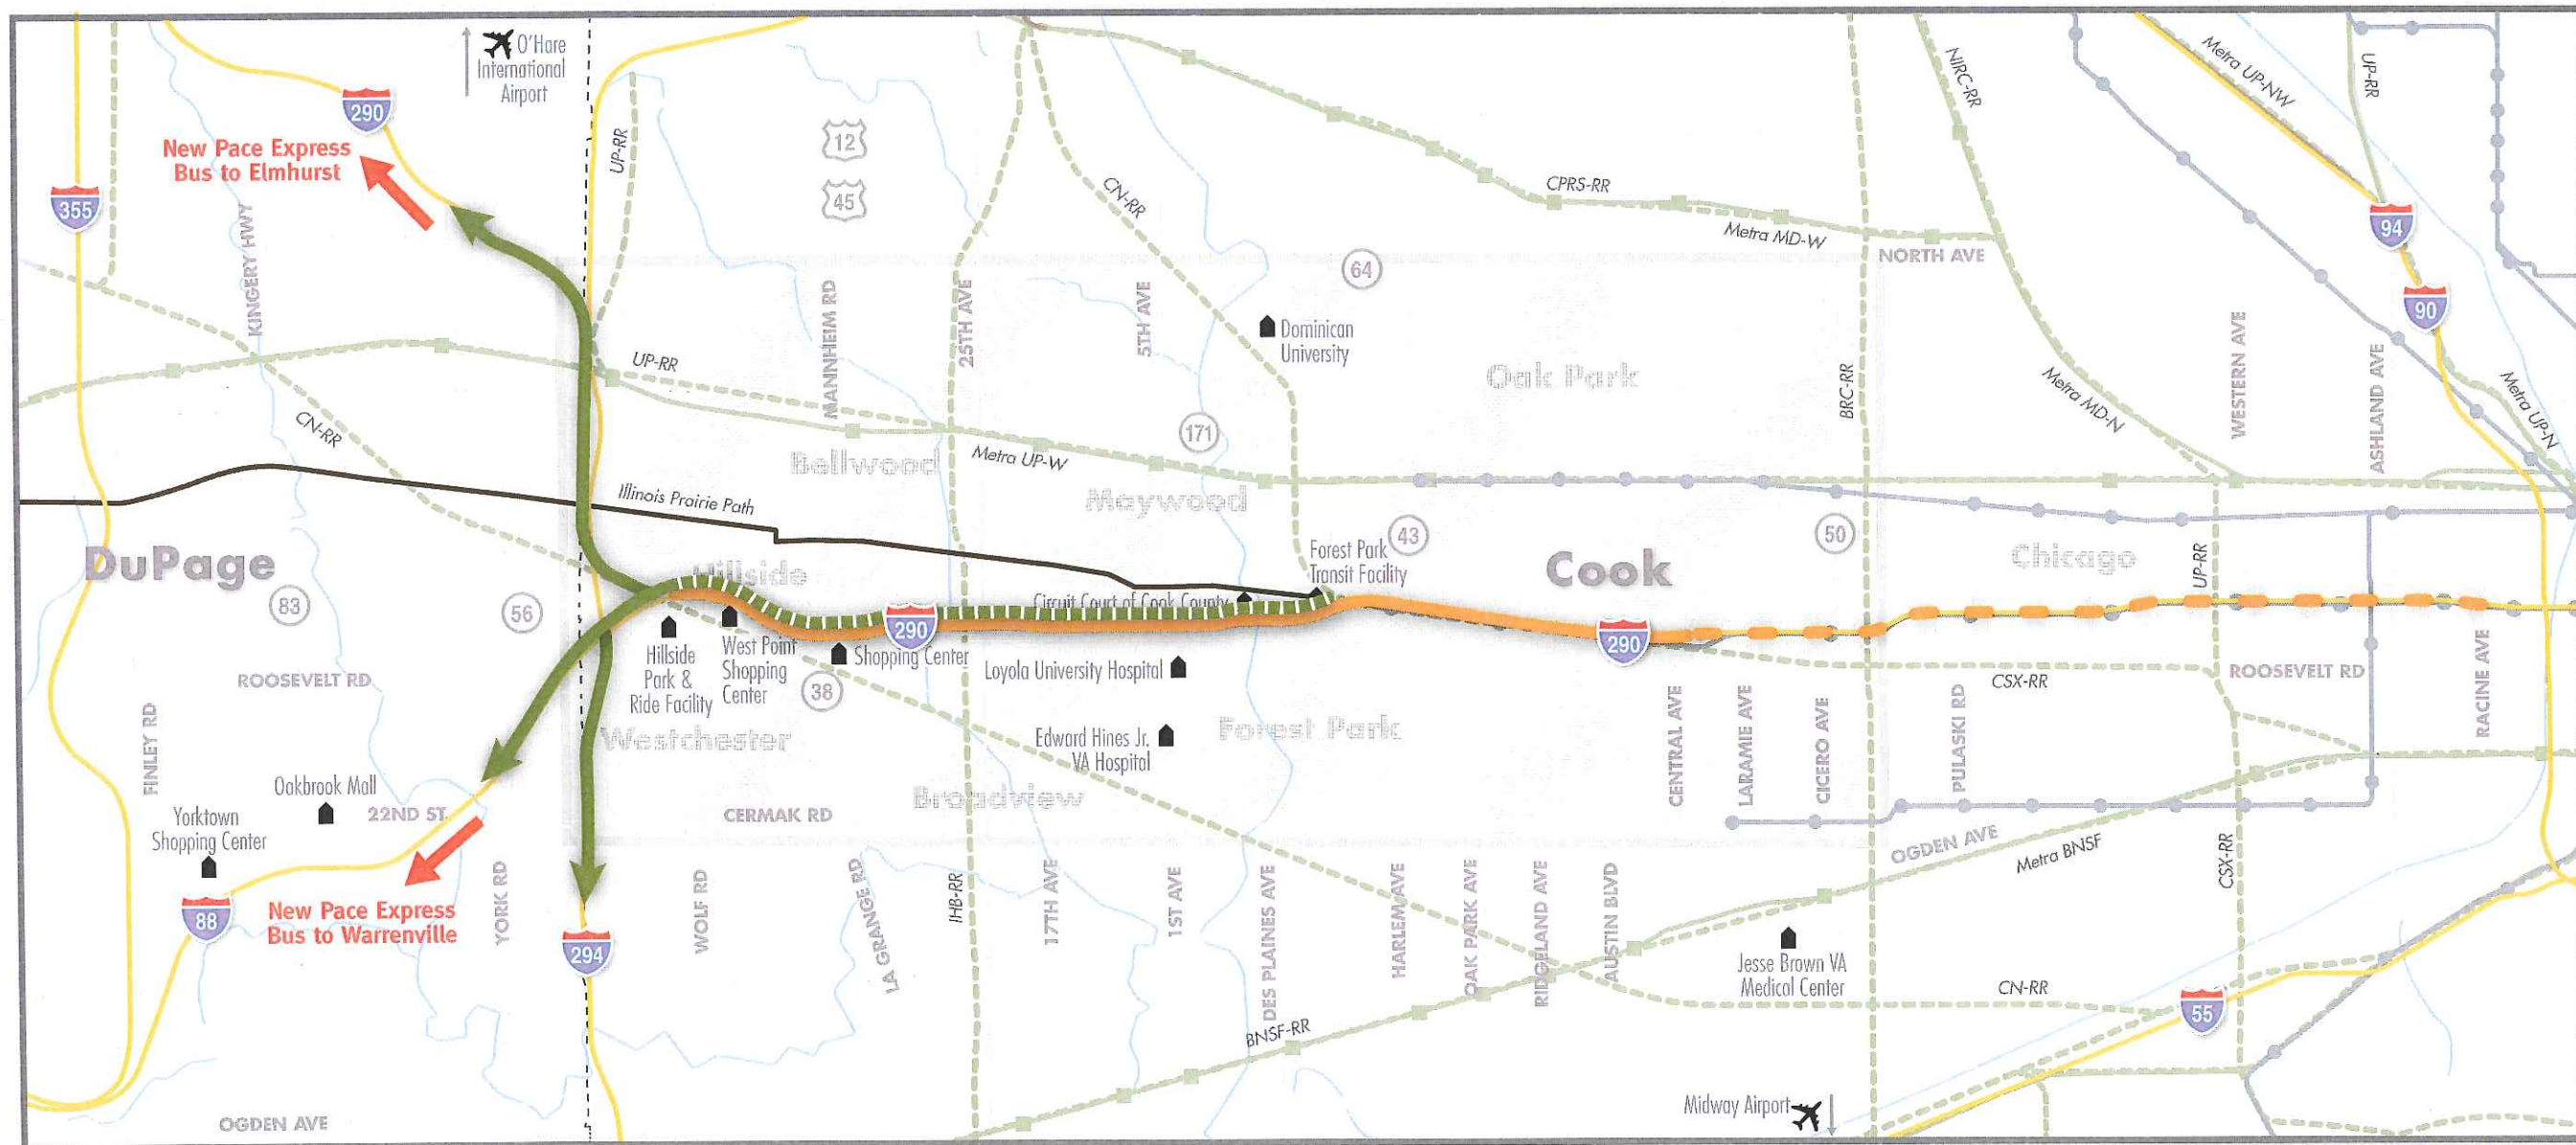 O'Hare
International
Airport
290
New Pace Express
Bus to Elmhurst
355
KINGERY HWY
UP-RR
12
45
CN-RR
CPRS-RR
Metra MD-W
64
NORTH AVE
NIRC-RR
Metra UP-NW
UP-RR
94
90
MANNHEIM RD
25TH AVE
5TH AVE
Dominican
University
Oak Park
BRC-RR
Metra MD-N
WESTERN AVE
ASHLAND AVE
Metra UP-N
UP-RR
CN-RR
Bellwood
Metra UP-W
171
Maywood
Illinois Prairie Path
DuPage
83
56
Hillside
Circuit Court of Cook County
Forest Park
Transit Facility
43
Cook
50
Chicago
UP-RR
290
290
Hillside
Park &
Ride Facility
West Point
Shopping
Center
Shopping Center
38
Loyola University Hospital
ROOSEVELT RD
CSX-RR
ROOSEVELT RD
RACINE AVE
FINLEY RD
Westchester
Edward Hines Jr.
VA Hospital
Forest Park
CENTRAL AVE
LARAMIE AVE
CICERO AVE
PULASKI RD
Oakbrook Mall
22ND ST.
Yorktown
Shopping Center
Broadview
CERMAK RD
OGDEN AVE
Metra BNSF
CSX-RR
88
New Pace Express
Bus to Warrenville
YORK RD
294
WOLF RD
LA GRANGE RD
IHB-RR
17TH AVE
1ST AVE
DES PLAINES AVE
HARLEM AVE
OAK PARK AVE
RIDGELAND AVE
AUSTIN BLVD
Jesse Brown VA
Medical Center
CN-RR
55
BNSF-RR
Midway Airport
OGDEN AVE